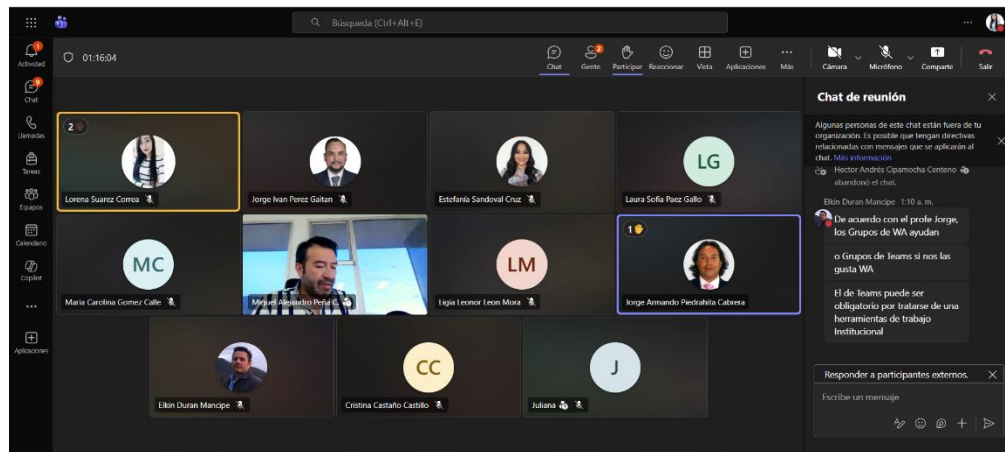 Búsqueda (Ctrl+Alt+E)
Actividad
Chat
Llamadas
Tareas
Equipos
Calendario
Copilot
Aplicaciones
01:16:04
Chat
Gente
2
Participar
Reaccionar
Vista
Aplicaciones
Más
Cámara
Micrófono
Comparte
Salir
2
Lorena Suarez Correa
Jorge Ivan Perez Gaitan
Estefanía Sandoval Cruz
LG
Laura Sofia Paez Gallo
MC
Maria Carolina Gomez Calle
Miguel Alejandro Peña C.
LM
Ligia Leonor Leon Mora
1
Jorge Armando Piedrahita Cabrera
Elkin Duran Mancipe
CC
Cristina Castaño Castillo
J
Juliana
Chat de reunión
Algunas personas de este chat están fuera de tu
organización. Es posible que tengan directivas
relacionadas con mensajes que se aplicarán al
chat. Más información
Hector Andrés Cipamocha Centeno
abandonó el chat.
Elkin Duran Mancipe 1:10 a. m.
De acuerdo con el profe Jorge,
los Grupos de WA ayudan
o Grupos de Teams si nos las
gusta WA
El de Teams puede ser
obligatorio por tratarse de una
herramientas de trabajo
Institucional
Responder a participantes externos.
Escribe un mensaje